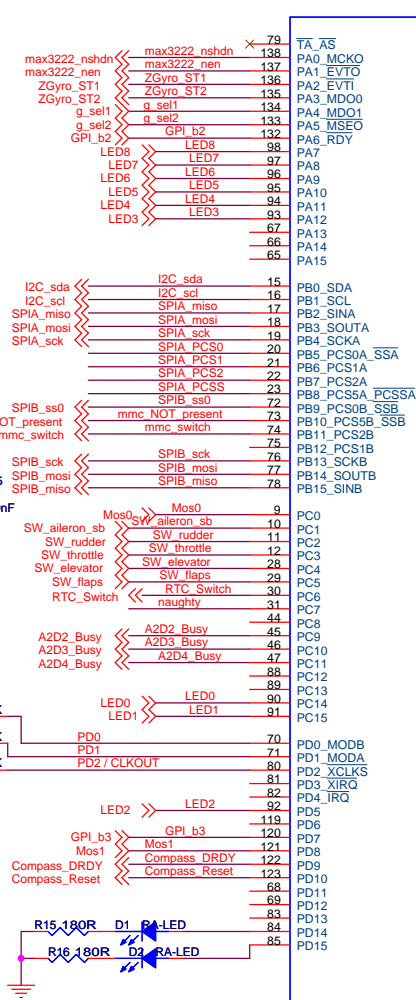 79 TA_AS
max3222_nshdn max3222_nshdn 138 PA0_MCKO
max3222_nen max3222_nen 137 PA1_EVTO
ZGyro_ST1 ZGyro_ST1 136 PA2_EVTI
ZGyro_ST2 ZGyro_ST2 135 PA3_MDO0
g_sel1 g_sel1 134 PA4_MDO1
g_sel2 g_sel2 133 PA5_MSEO
GPI_b2 GPI_b2 132 PA6_RDY
LED8 LED8 98 PA7
LED7 LED7 97 PA8
LED6 LED6 96 PA9
LED5 LED5 95 PA10
LED4 LED4 94 PA11
LED3 LED3 93 PA12
67 PA13
66 PA14
65 PA15
I2C_sda I2C_sda 15 PB0_SDA
I2C_scl I2C_scl 16 PB1_SCL
SPIA_miso SPIA_miso 17 PB2_SINA
SPIA_mosi SPIA_mosi 18 PB3_SOUTA
SPIA_sck SPIA_sck 19 PB4_SCKA
SPIA_PCS0 20 PB5_PCS0A_SSA
SPIA_PCS1 21 PB6_PCS1A
SPIA_PCS2 22 PB7_PCS2A
SPIA_PCSS 23 PB8_PCS5A_PCSSA
SPIB_ss0 SPIB_ss0 72 PB9_PCS0B_SSB
OT_present mmc_NOT_present 73 PB10_PCS5B_SSB
mmc_switch mmc_switch 74 PB11_PCS2B
75 PB12_PCS1B
SPIB_sck SPIB_sck 76 PB13_SCKB
SPIB_mosi SPIB_mosi 77 PB14_SOUTB
SPIB_miso SPIB_miso 78 PB15_SINB
nF
Mos0 Mos0 9 PC0
SW_aileron_sb SW_aileron_sb 10 PC1
SW_rudder SW_rudder 11 PC2
SW_throttle SW_throttle 12 PC3
SW_elevator SW_elevator 28 PC4
SW_flaps SW_flaps 29 PC5
RTC_Switch RTC_Switch 30 PC6
naughty 31 PC7
44 PC8
A2D2_Busy A2D2_Busy 45 PC9
A2D3_Busy A2D3_Busy 46 PC10
A2D4_Busy A2D4_Busy 47 PC11
88 PC12
89 PC13
LED0 LED0 90 PC14
LED1 LED1 91 PC15
PD0 70 PD0_MODB
PD1 71 PD1_MODA
PD2 / CLKOUT 80 PD2_XCLKS
81 PD3_XIRQ
82 PD4_IRQ
LED2 LED2 92 PD5
119 PD6
GPI_b3 GPI_b3 120 PD7
Mos1 Mos1 121 PD8
Compass_DRDY Compass_DRDY 122 PD9
Compass_Reset Compass_Reset 123 PD10
68 PD11
69 PD12
83 PD13
R15 180R D1 RA-LED 84 PD14
R16 180R D2 RA-LED 85 PD15